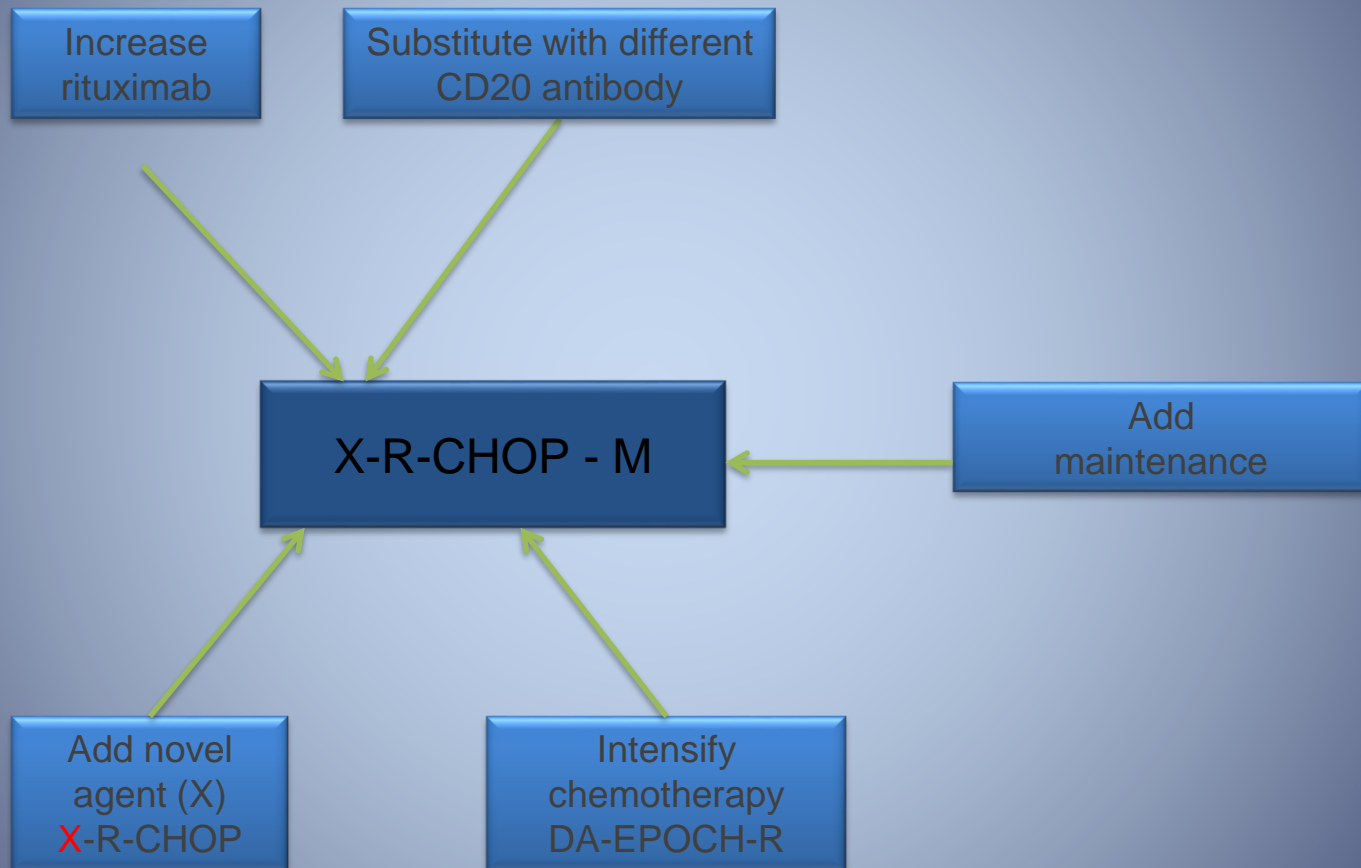 Increase
rituximab
Substitute with different
CD20 antibody
X-R-CHOP - M
Add
maintenance
Add novel
agent (X)
X-R-CHOP
Intensify
chemotherapy
DA-EPOCH-R